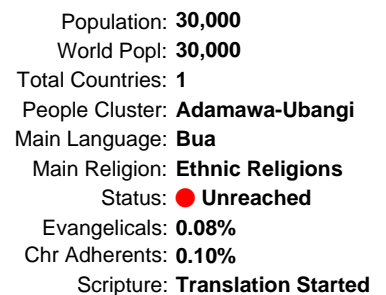 Population: 30,000
World Popl: 30,000
Total Countries: 1
People Cluster: Adamawa-Ubangi
Main Language: Bua
Main Religion: Ethnic Religions
Status: Unreached
Evangelicals: 0.08%
Chr Adherents: 0.10%
Scripture: Translation Started